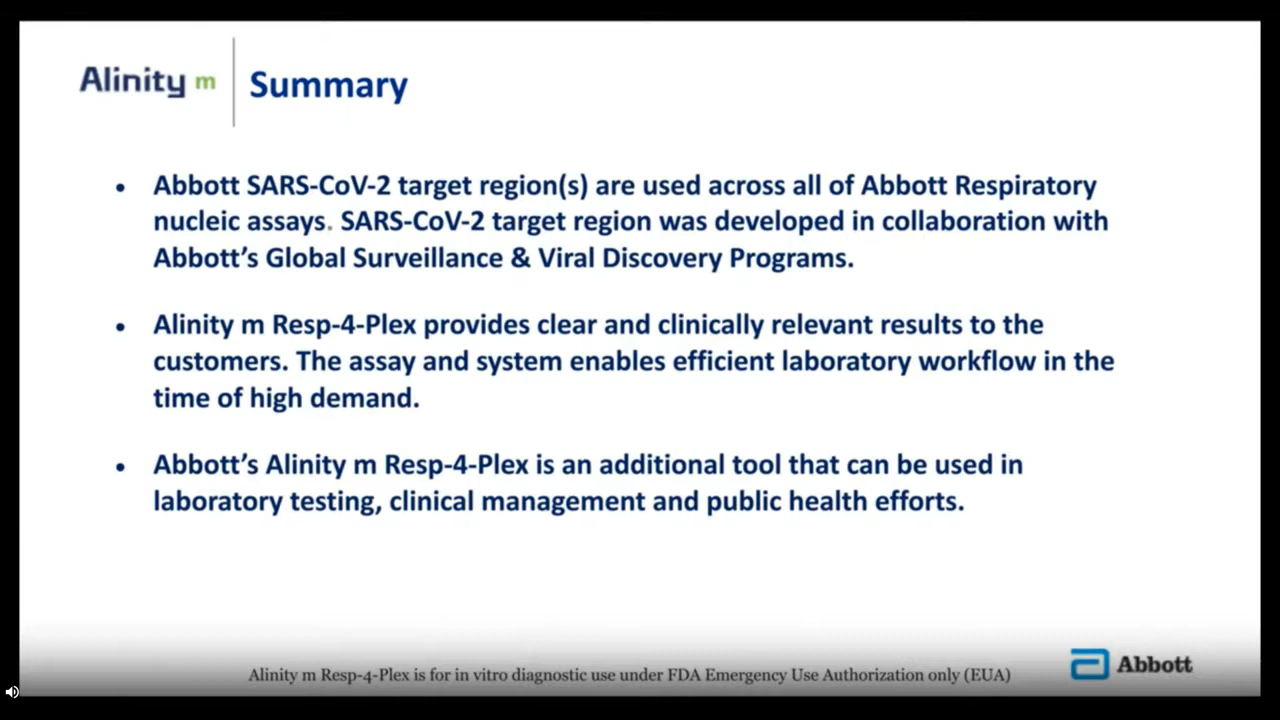 Alinity m
Summary
• Abbott SARS-CoV-2 target region(s) are used across all of Abbott Respiratory
nucleic assays. SARS-CoV-2 target region was developed in collaboration with
Abbott’s Global Surveillance & Viral Discovery Programs.
• Alinity m Resp-4-Plex provides clear and clinically relevant results to the
customers. The assay and system enables efficient laboratory workflow in the
time of high demand.
• Abbott’s Alinity m Resp-4-Plex is an additional tool that can be used in
laboratory testing, clinical management and public health efforts.
Alinity m Resp-4-Plex is for in vitro diagnostic use under FDA Emergency Use Authorization only (EUA)
Abbott